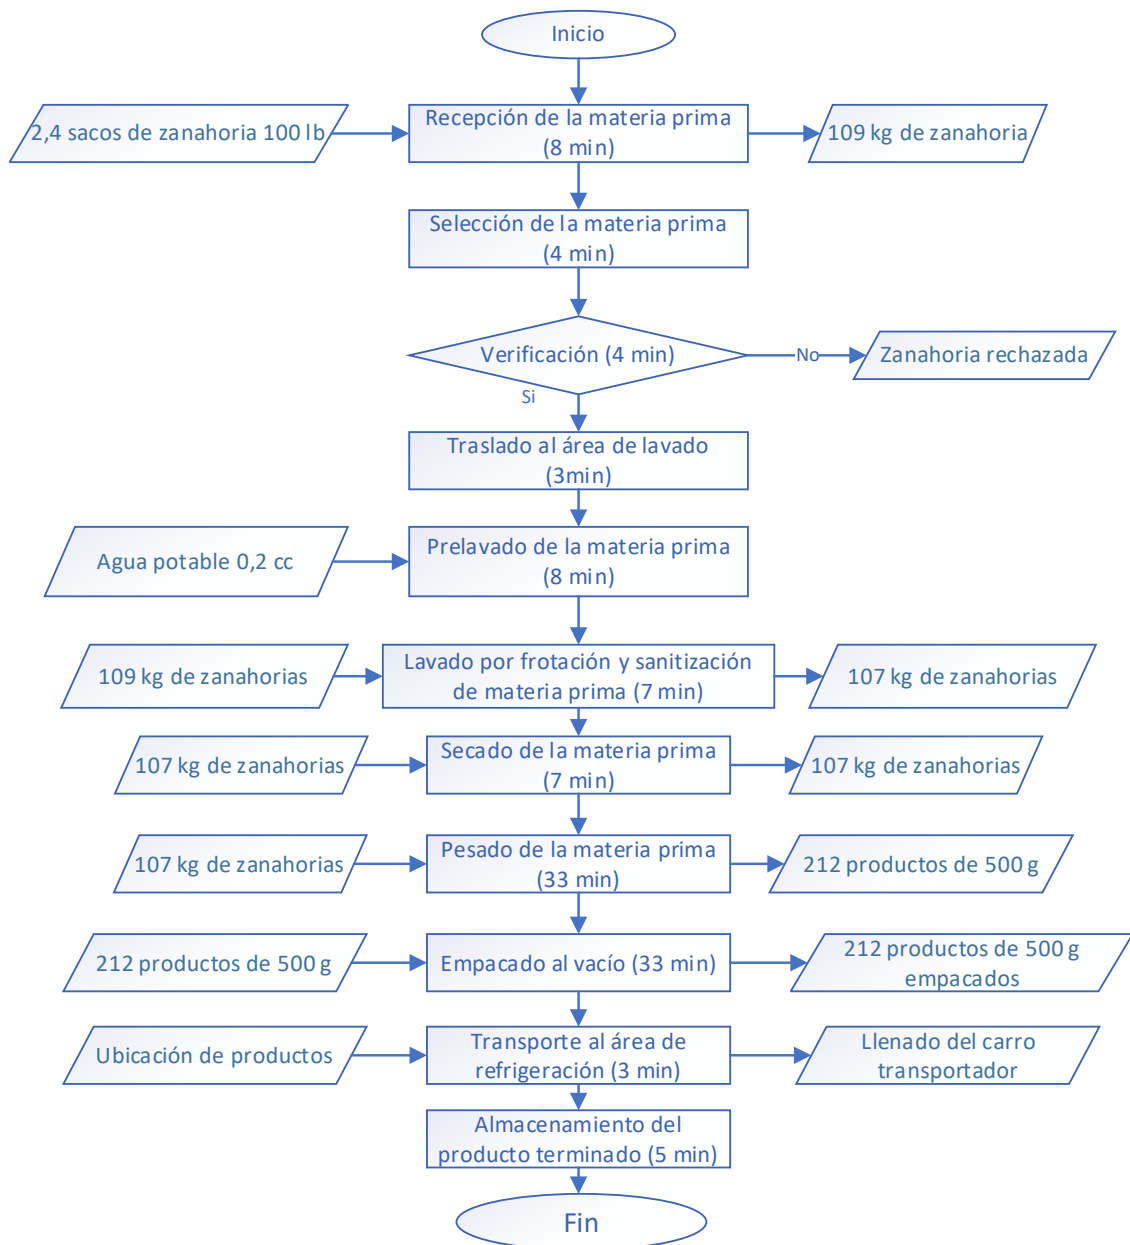 Inicio
2,4 sacos de zanahoria 100 lb
Recepción de la materia prima
(8 min)
109 kg de zanahoria
Selección de la materia prima
(4 min)
Verificación (4 min)
No
Zanahoria rechazada
Si
Traslado al área de lavado
(3min)
Agua potable 0,2 cc
Prelavado de la materia prima
(8 min)
109 kg de zanahorias
Lavado por frotación y sanitización
de materia prima (7 min)
107 kg de zanahorias
107 kg de zanahorias
Secado de la materia prima
(7 min)
107 kg de zanahorias
107 kg de zanahorias
Pesado de la materia prima
(33 min)
212 productos de 500 g
212 productos de 500 g
Empacado al vacío (33 min)
212 productos de 500 g
empacados
Ubicación de productos
Transporte al área de
refrigeración (3 min)
Llenado del carro
transportador
Almacenamiento del
producto terminado (5 min)
Fin